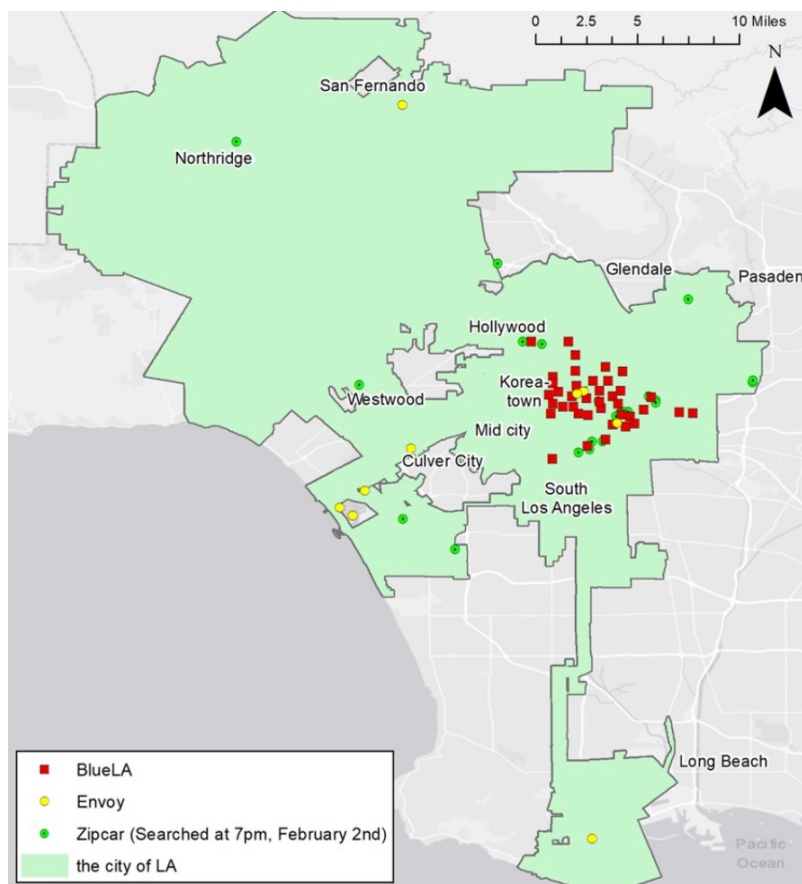 0 2.5 5 10 Miles
N
San Fernando
Northridge
Glendale
Pasaden
Hollywood
Korea-
town
Westwood
Mid city
Culver City
South
Los Angeles
Long Beach
BlueLA
Envoy
Zipcar (Searched at 7pm, February 2nd)
the city of LA
Pacific
Ocean